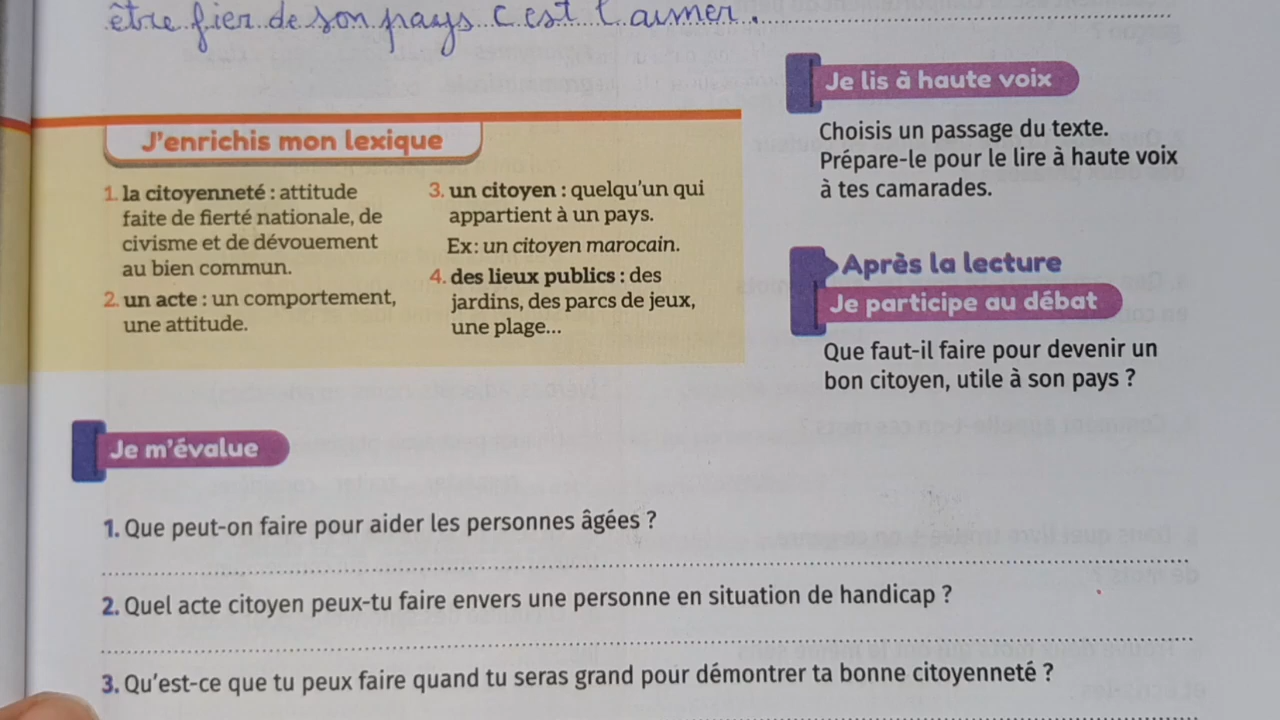 être fier de son pays c'est l'aimer.
J'enrichis mon lexique
1. la citoyenneté : attitude
faite de fierté nationale, de
civisme et de dévouement
au bien commun.
2. un acte : un comportement,
une attitude.
3. un citoyen : quelqu'un qui
appartient à un pays.
Ex: un citoyen marocain.
4. des lieux publics : des
jardins, des parcs de jeux,
une plage...
Je lis à haute voix
Choisis un passage du texte.
Prépare-le pour le lire à haute voix
à tes camarades.
Après la lecture
Je participe au débat
Que faut-il faire pour devenir un
bon citoyen, utile à son pays ?
Je m'évalue
1. Que peut-on faire pour aider les personnes âgées ?
2. Quel acte citoyen peux-tu faire envers une personne en situation de handicap ?
3. Qu'est-ce que tu peux faire quand tu seras grand pour démontrer ta bonne citoyenneté ?